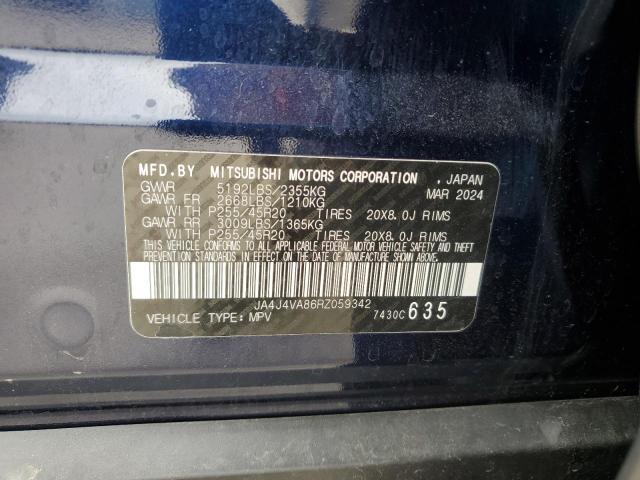 MFD.BY MITSUBISHI MOTORS CORPORATION , JAPAN
GVWR 5192LBS/2355KG MAR 2024
GAWR FR 2668LBS/1210KG
WITH P255/45R20 TIRES 20X8.0J RIMS
GAWR RR 3009LBS/1365KG
WITH P255/45R20 TIRES 20X8.0J RIMS
THIS VEHICLE CONFORMS TO ALL APPLICABLE FEDERAL MOTOR VEHICLE SAFETY AND THEFT
PREVENTION STANDARDS IN EFFECT ON THE DATE OF MANUFACTURE SHOWN ABOVE.
JA4J4VA86RZ059342
VEHICLE TYPE: MPV 7430C 635